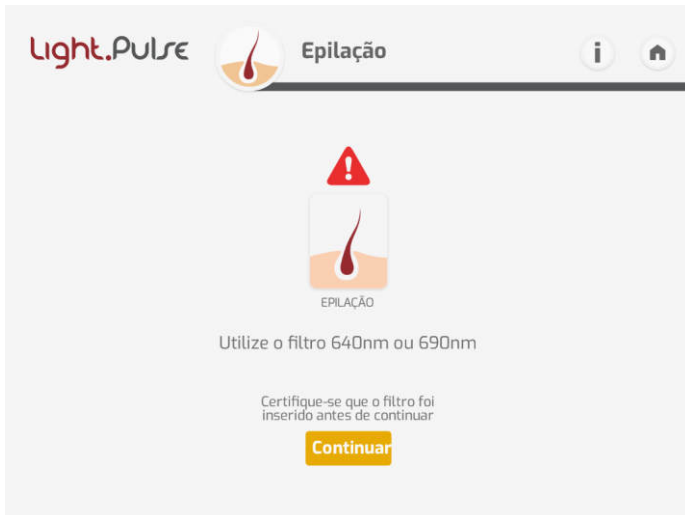 Light.Pulse
Epilação
i
EPILAÇÃO
Utilize o filtro 640nm ou 690nm
Certifique-se que o filtro foi
inserido antes de continuar
Continuar